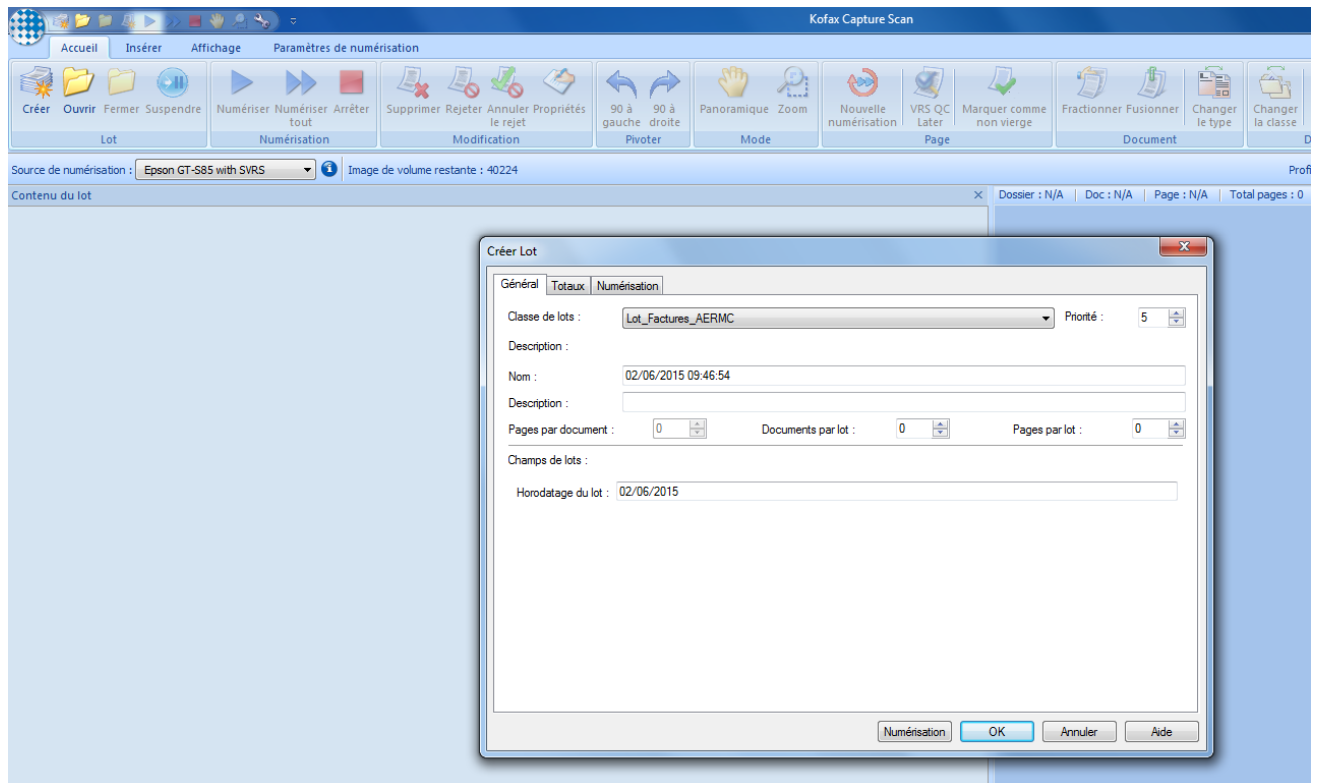 Kofax Capture Scan
Accueil Insérer Affichage Paramètres de numérisation
Créer Ouvrir Fermer Suspendre Numériser Numériser tout Arrêter Supprimer Rejeter Annuler le rejet Propriétés 90 à gauche 90 à droite Panoramique Zoom Nouvelle numérisation VRS QC Later Marquer comme non vierge Fractionner Fusionner Changer le type Changer la classe
Lot Numérisation Modification Pivoter Mode Page Document D
Source de numérisation : Epson GT-S85 with SVRS Image de volume restante : 40224 Profi
Contenu du lot Dossier : N/A Doc : N/A Page : N/A Total pages : 0
Créer Lot
Général Totaux Numérisation
Classe de lots : Lot_Factures_AERMC Priorité : 5
Description :
Nom : 02/06/2015 09:46:54
Description :
Pages par document : 0 Documents par lot : 0 Pages par lot : 0
Champs de lots :
Horodatage du lot : 02/06/2015
Numérisation OK Annuler Aide